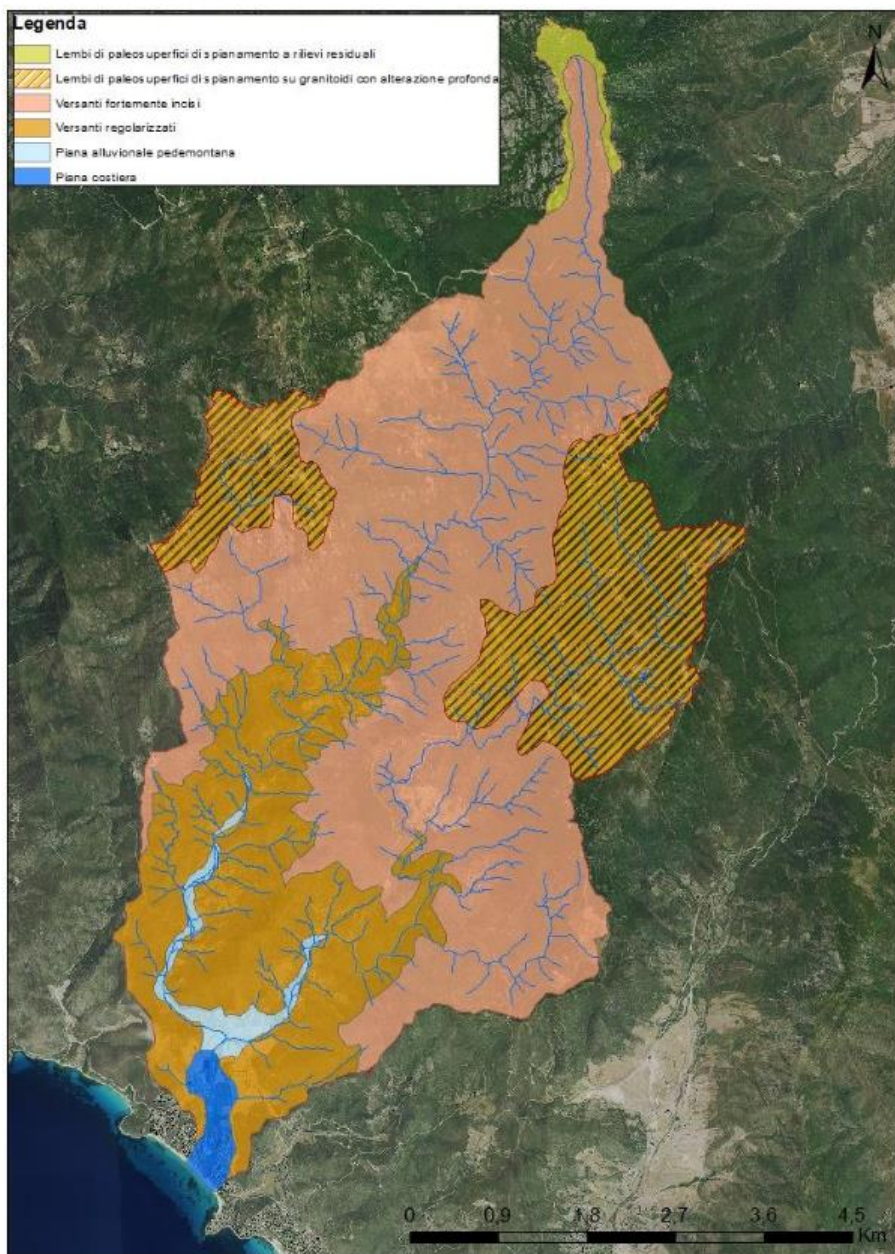 Legenda
Lembi di paleosuperfici di spianamento a rilievi residuali
Lembi di paleosuperfici di spianamento su granitoidi con alterazione profonda
Versanti fortemente incisi
Versanti regolarizzati
Piana alluvionale pedemontana
Piana costiera
N
0 0,9 1,8 2,7 3,6 4,5
Km